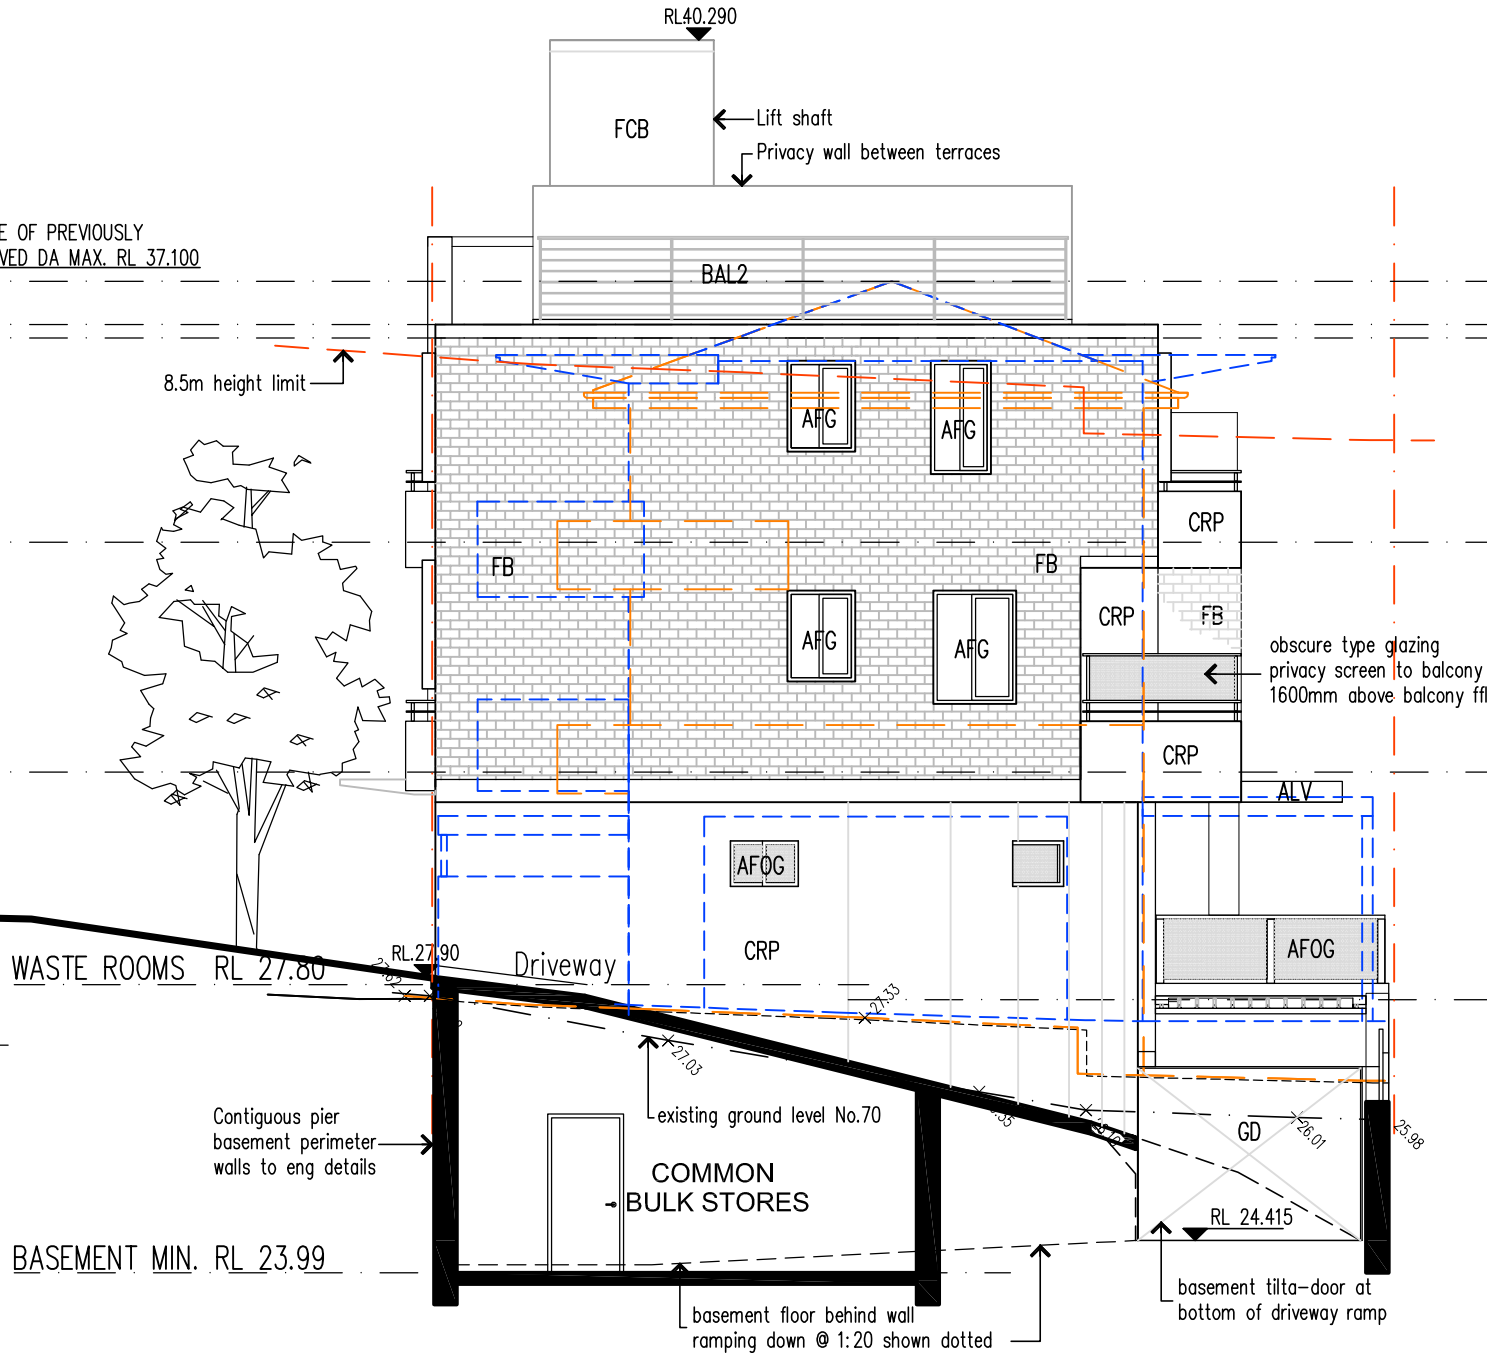 RL40.290
FCB
Lift shaft
Privacy wall between terraces
E OF PREVIOUSLY
VED DA MAX. RL 37.100
BAL2
8.5m height limit
AFG
AFG
CRP
FB
FB
CRP
FB
AFG
AFG
obscure type glazing
privacy screen to balcony
1600mm above balcony ffl
CRP
ALV
AFOG
CRP
AFOG
RL.27.90
Driveway
WASTE ROOMS RL 27.80
27.62
27.33
27.03
existing ground level No.70
Contiguous pier
basement perimeter
walls to eng details
GD
26.01
25.98
COMMON
BULK STORES
RL 24.415
BASEMENT MIN. RL 23.99
basement tilta-door at
bottom of driveway ramp
basement floor behind wall
ramping down @ 1:20 shown dotted